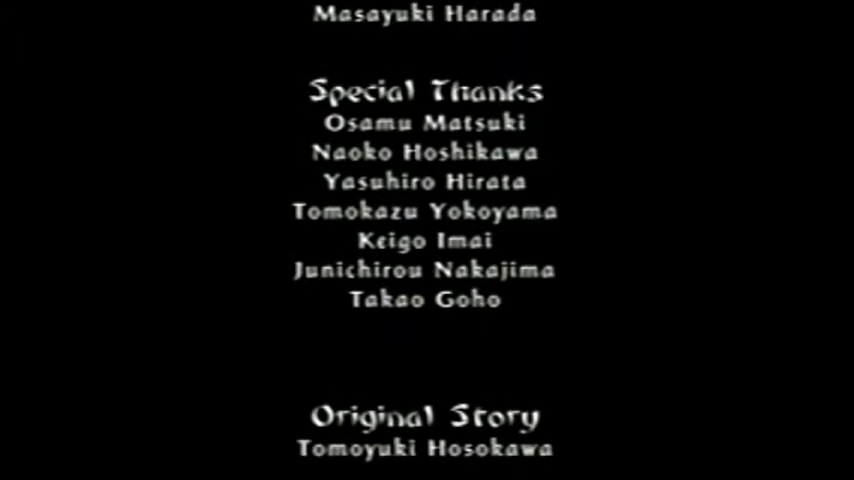 Masayuki Harada
Special Thanks
Osamu Matsuki
Naoko Hoshikawa
Yasuhiro Hirata
Tomokazu Yokoyama
Keigo Imai
Junichirou Nakajima
Takao Goho
Original Story
Tomoyuki Hosokawa